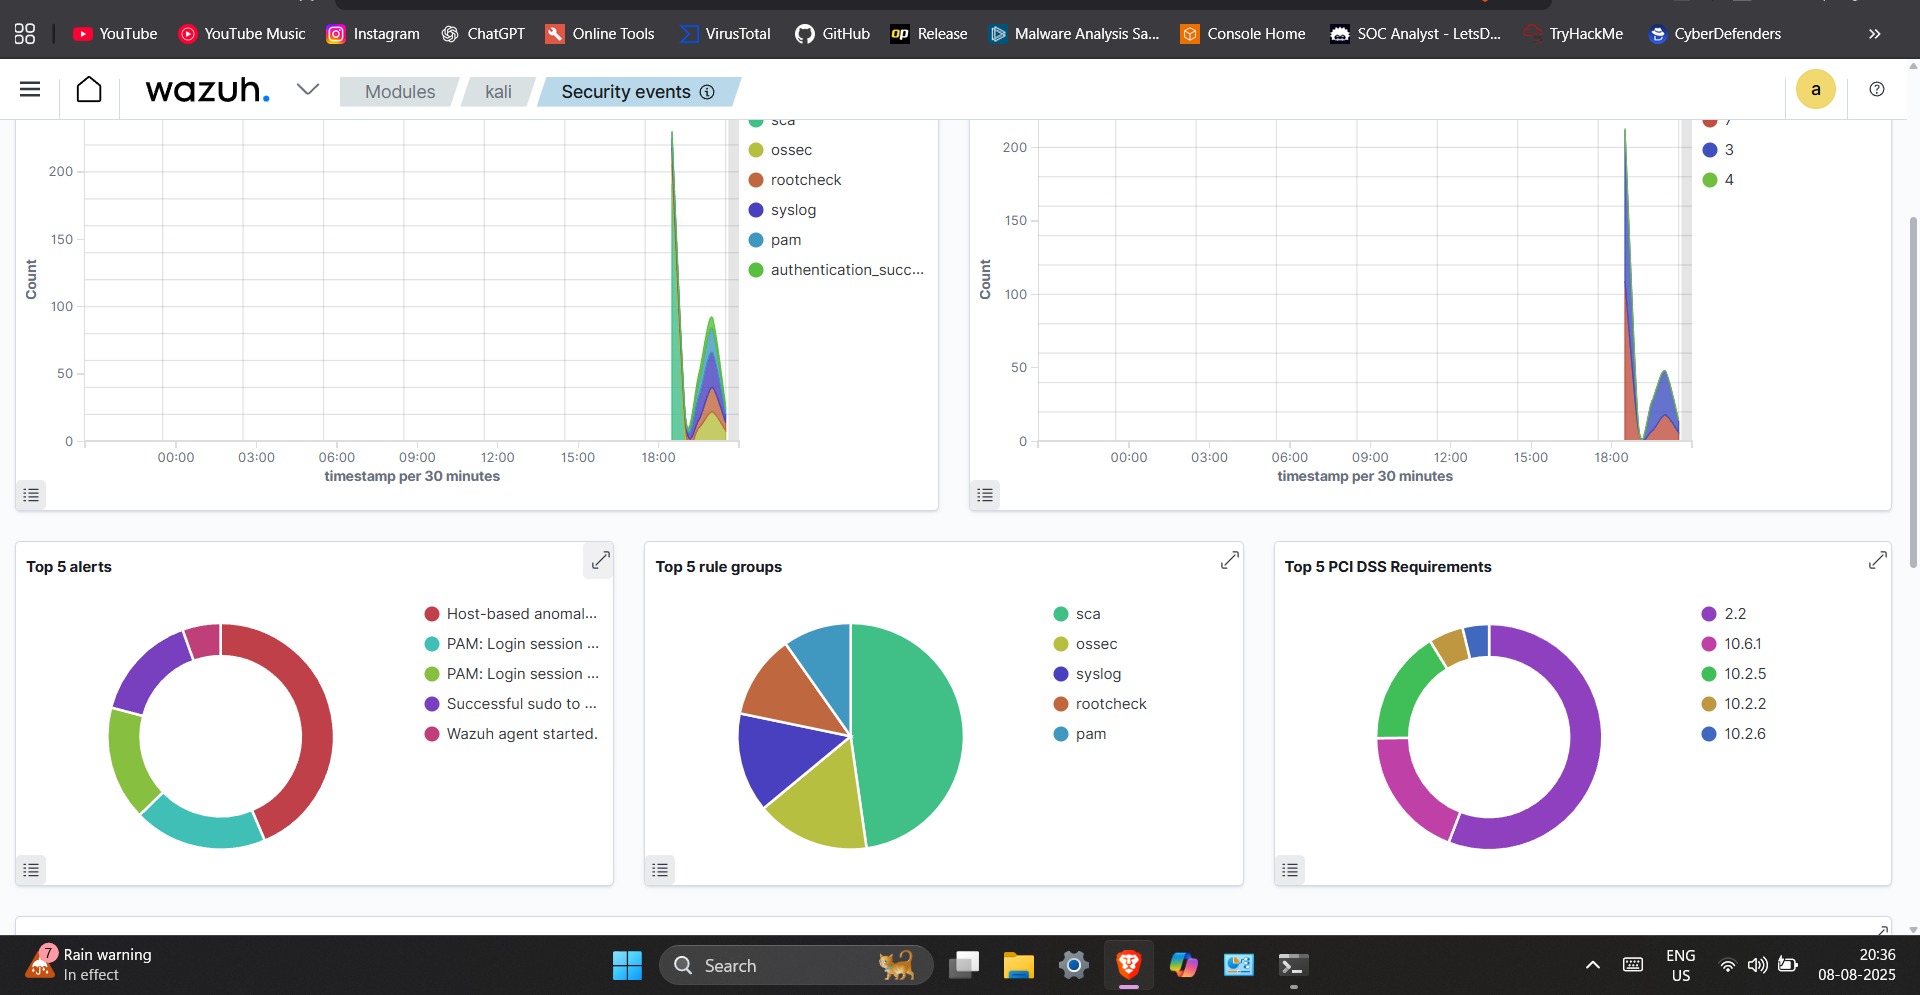 YouTube
YouTube Music
Instagram
ChatGPT
Online Tools
VirusTotal
GitHub
op Release
Malware Analysis Sa...
Console Home
SOC Analyst - LetsD...
TryHackMe
CyberDefenders
»
wazuh.
Modules
kali
Security events
a
sca
ossec
rootcheck
syslog
pam
authentication_succ...
Count
200
150
100
50
0
00:00
03:00
06:00
09:00
12:00
15:00
18:00
timestamp per 30 minutes
7
3
4
Count
200
150
100
50
0
00:00
03:00
06:00
09:00
12:00
15:00
18:00
timestamp per 30 minutes
Top 5 alerts
Host-based anomal...
PAM: Login session ...
PAM: Login session ...
Successful sudo to ...
Wazuh agent started.
Top 5 rule groups
sca
ossec
syslog
rootcheck
pam
Top 5 PCI DSS Requirements
2.2
10.6.1
10.2.5
10.2.2
10.2.6
7
Rain warning
In effect
Search
ENG
US
20:36
08-08-2025